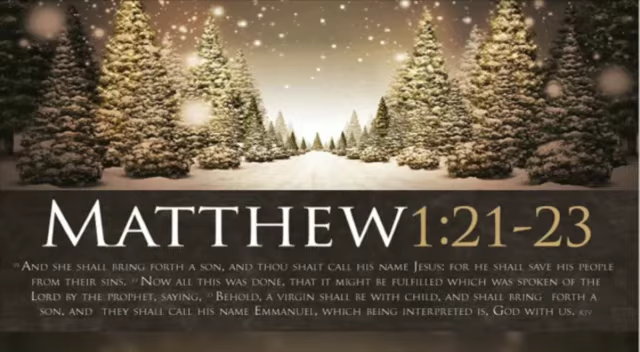 MATTHEW1:21-23
21 AND SHE SHALL BRING FORTH A SON, AND THOU SHALT CALL HIS NAME JESUS: FOR HE SHALL SAVE HIS PEOPLE
FROM THEIR SINS. 22 NOW ALL THIS WAS DONE, THAT IT MIGHT BE FULFILLED WHICH WAS SPOKEN OF THE
LORD BY THE PROPHET, SAYING, 23 BEHOLD, A VIRGIN SHALL BE WITH CHILD, AND SHALL BRING FORTH A
SON, AND THEY SHALL CALL HIS NAME EMMANUEL, WHICH BEING INTERPRETED IS, GOD WITH US. KJV